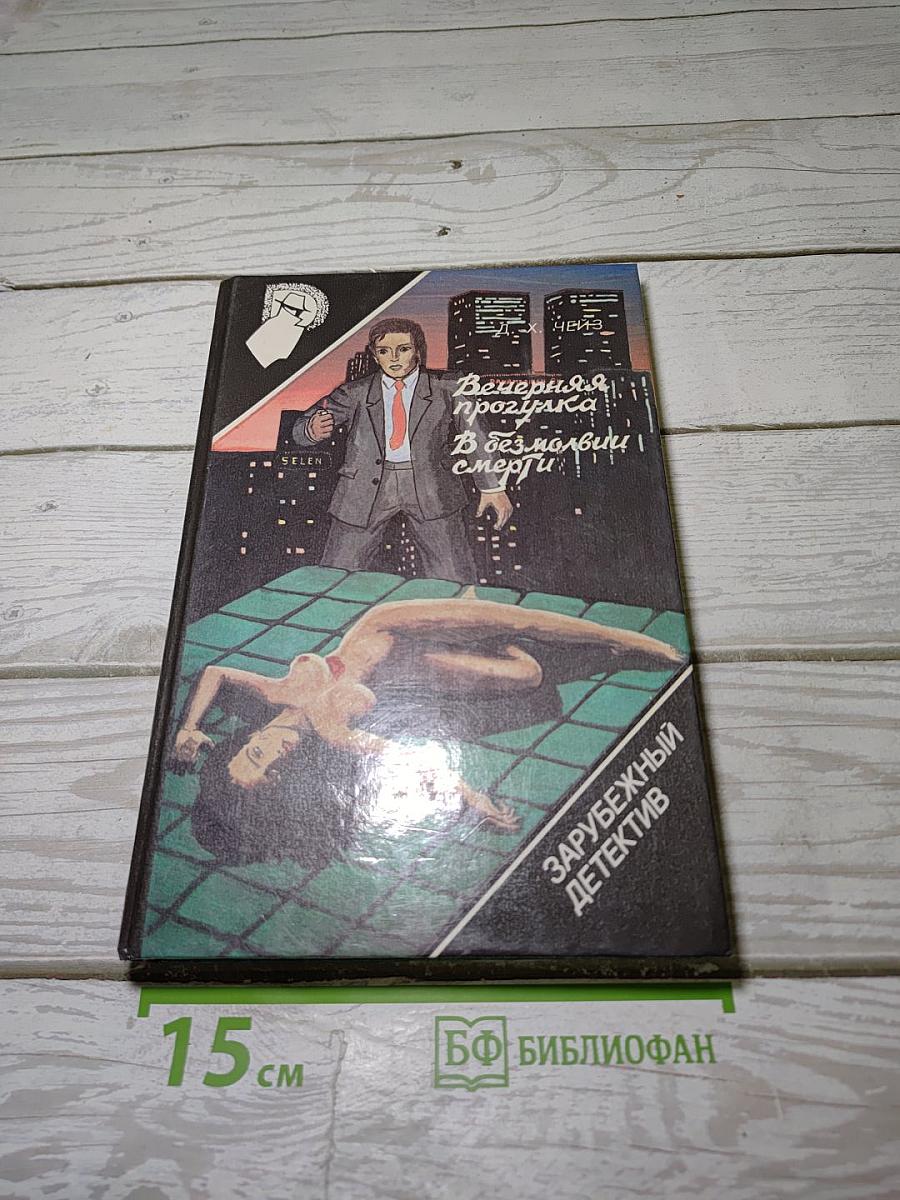 Д. Х. ЧЕЙЗ
Вечерняя
прогулка
В безмолвии
смерти
SELEN
ЗАРУБЕЖНЫЙ
ДЕТЕКТИВ
15 см
БФ БИБЛИОФАН